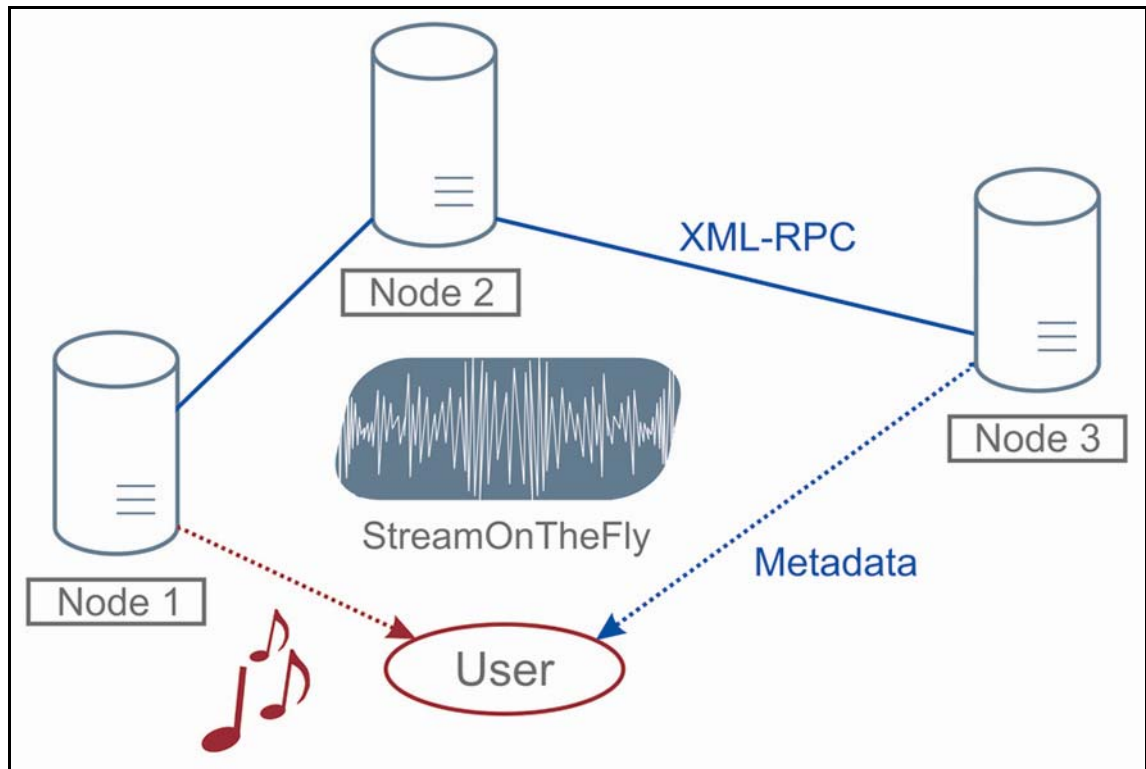 XML-RPC
Node 2
Node 3
StreamOnTheFly
Metadata
Node 1
User